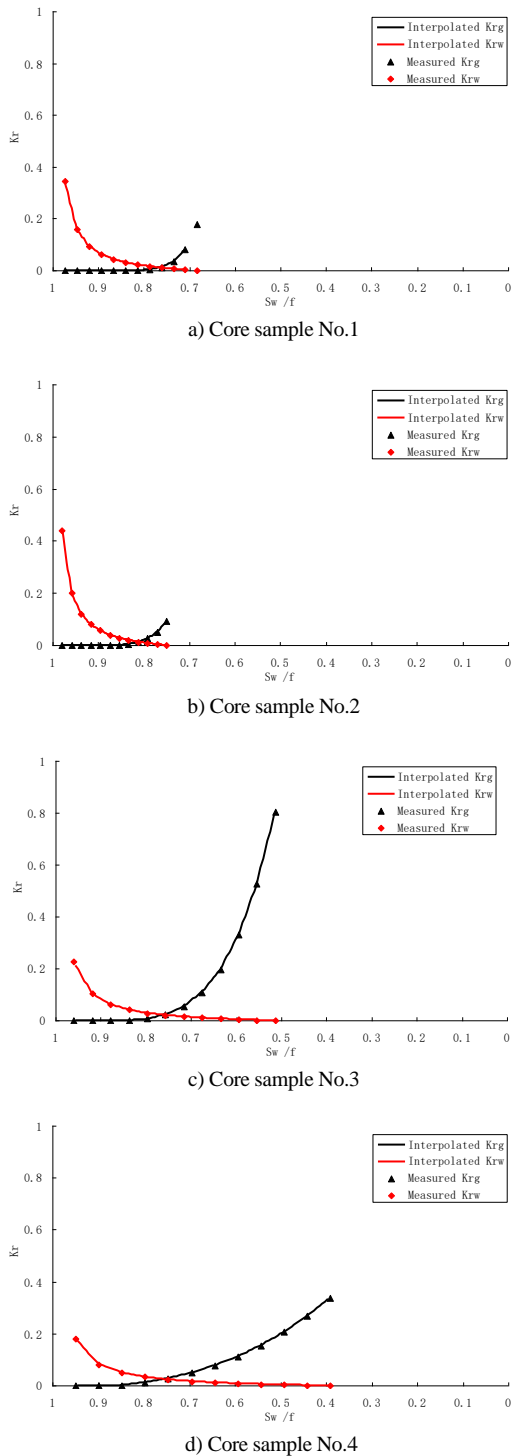 1
0.8
0.6
0.4
0.2
0
Kr
Interpolated Krg
Interpolated Krw
Measured Krg
Measured Krw
1 0.9 0.8 0.7 0.6 0.5 0.4 0.3 0.2 0.1 0
Sw /f
a) Core sample No.1
1
0.8
0.6
0.4
0.2
0
Kr
Interpolated Krg
Interpolated Krw
Measured Krg
Measured Krw
1 0.9 0.8 0.7 0.6 0.5 0.4 0.3 0.2 0.1 0
Sw /f
b) Core sample No.2
1
0.8
0.6
0.4
0.2
0
Kr
Interpolated Krg
Interpolated Krw
Measured Krg
Measured Krw
1 0.9 0.8 0.7 0.6 0.5 0.4 0.3 0.2 0.1 0
Sw /f
c) Core sample No.3
1
0.8
0.6
0.4
0.2
0
Kr
Interpolated Krg
Interpolated Krw
Measured Krg
Measured Krw
1 0.9 0.8 0.7 0.6 0.5 0.4 0.3 0.2 0.1 0
Sw /f
d) Core sample No.4